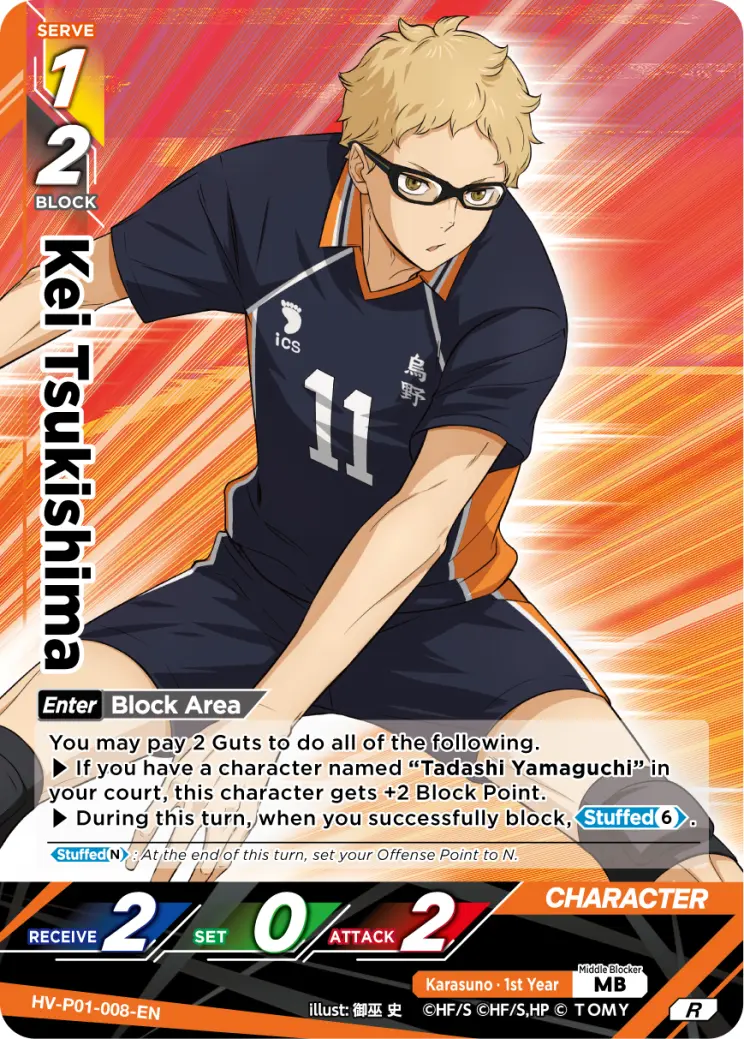 SERVE
1
2
BLOCK
Kei Tsukishima
ics
烏野
11
Enter Block Area
You may pay 2 Guts to do all of the following.
▶ If you have a character named “Tadashi Yamaguchi” in
your court, this character gets +2 Block Point.
▶ During this turn, when you successfully block, Stuffed 6 .
Stuffed N : At the end of this turn, set your Offense Point to N.
CHARACTER
RECEIVE 2 SET 0 ATTACK 2
Karasuno · 1st Year Middle Blocker MB
HV-P01-008-EN illust: 御巫 史 ©HF/S ©HF/S,HP © TOMY R